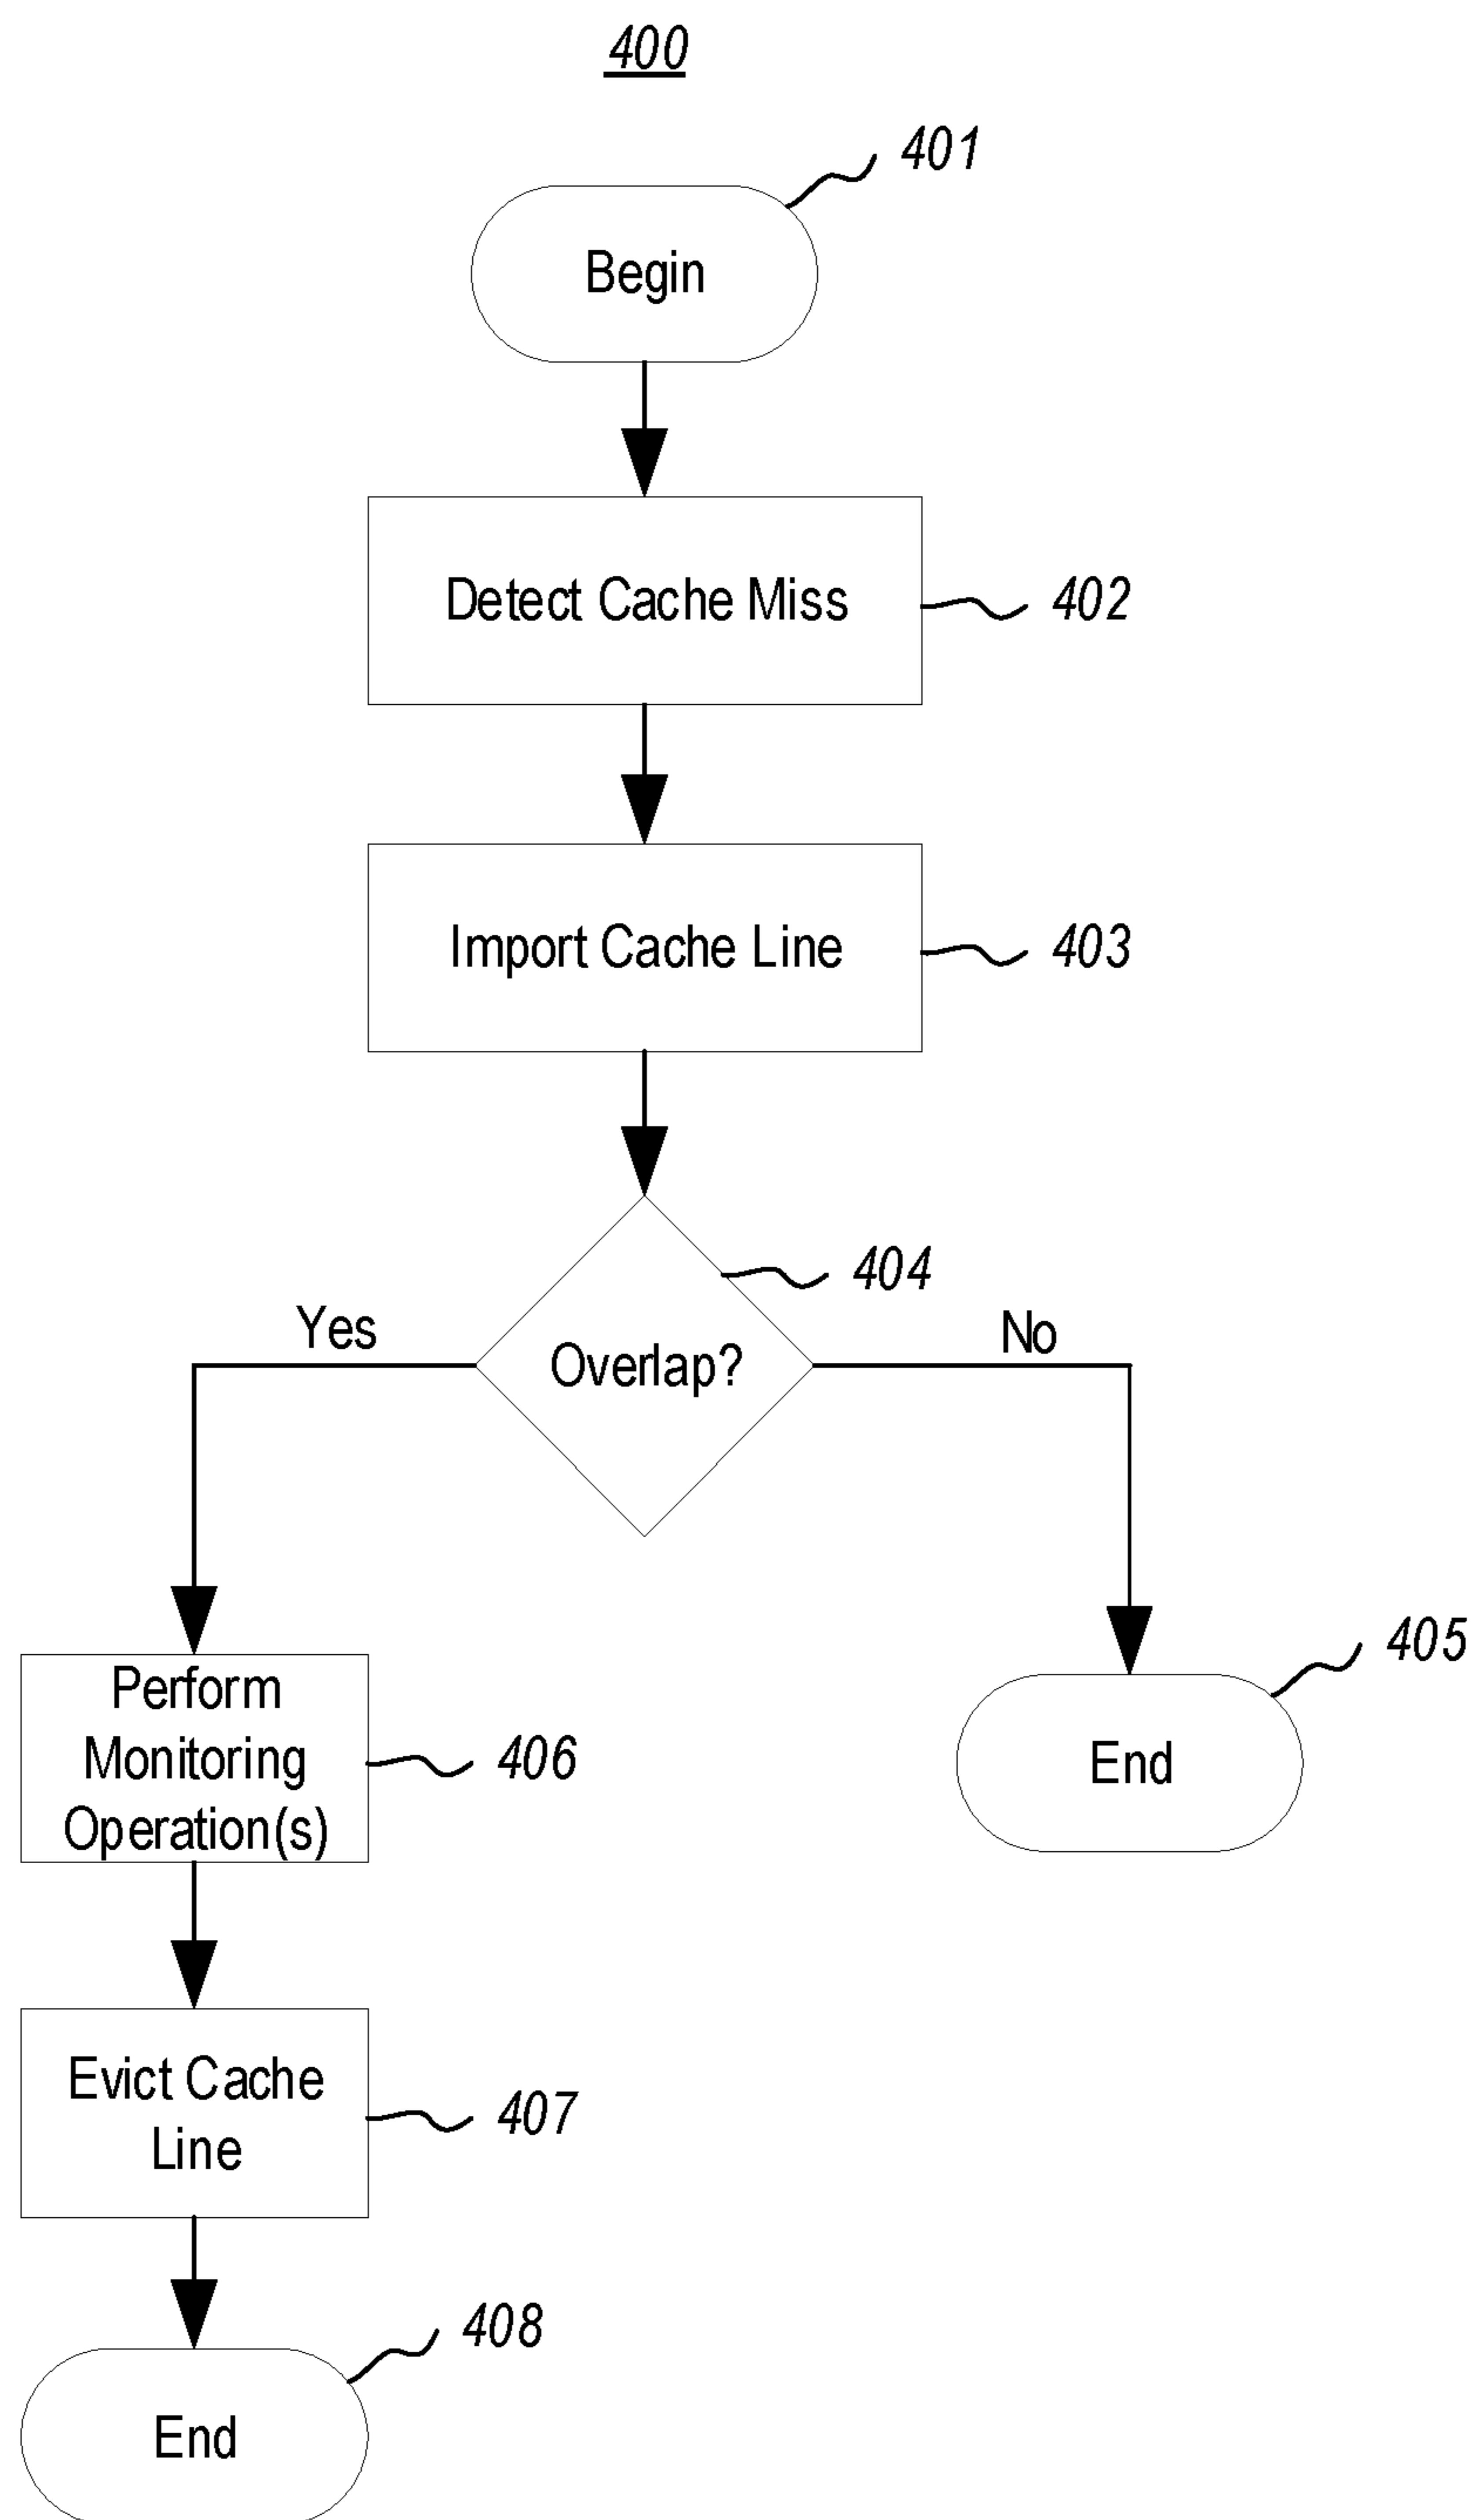 400
401
Begin
Detect Cache Miss
402
Import Cache Line
403
404
Yes
No
Overlap?
405
Perform
Monitoring
Operation(s)
406
End
Evict Cache
Line
407
408
End